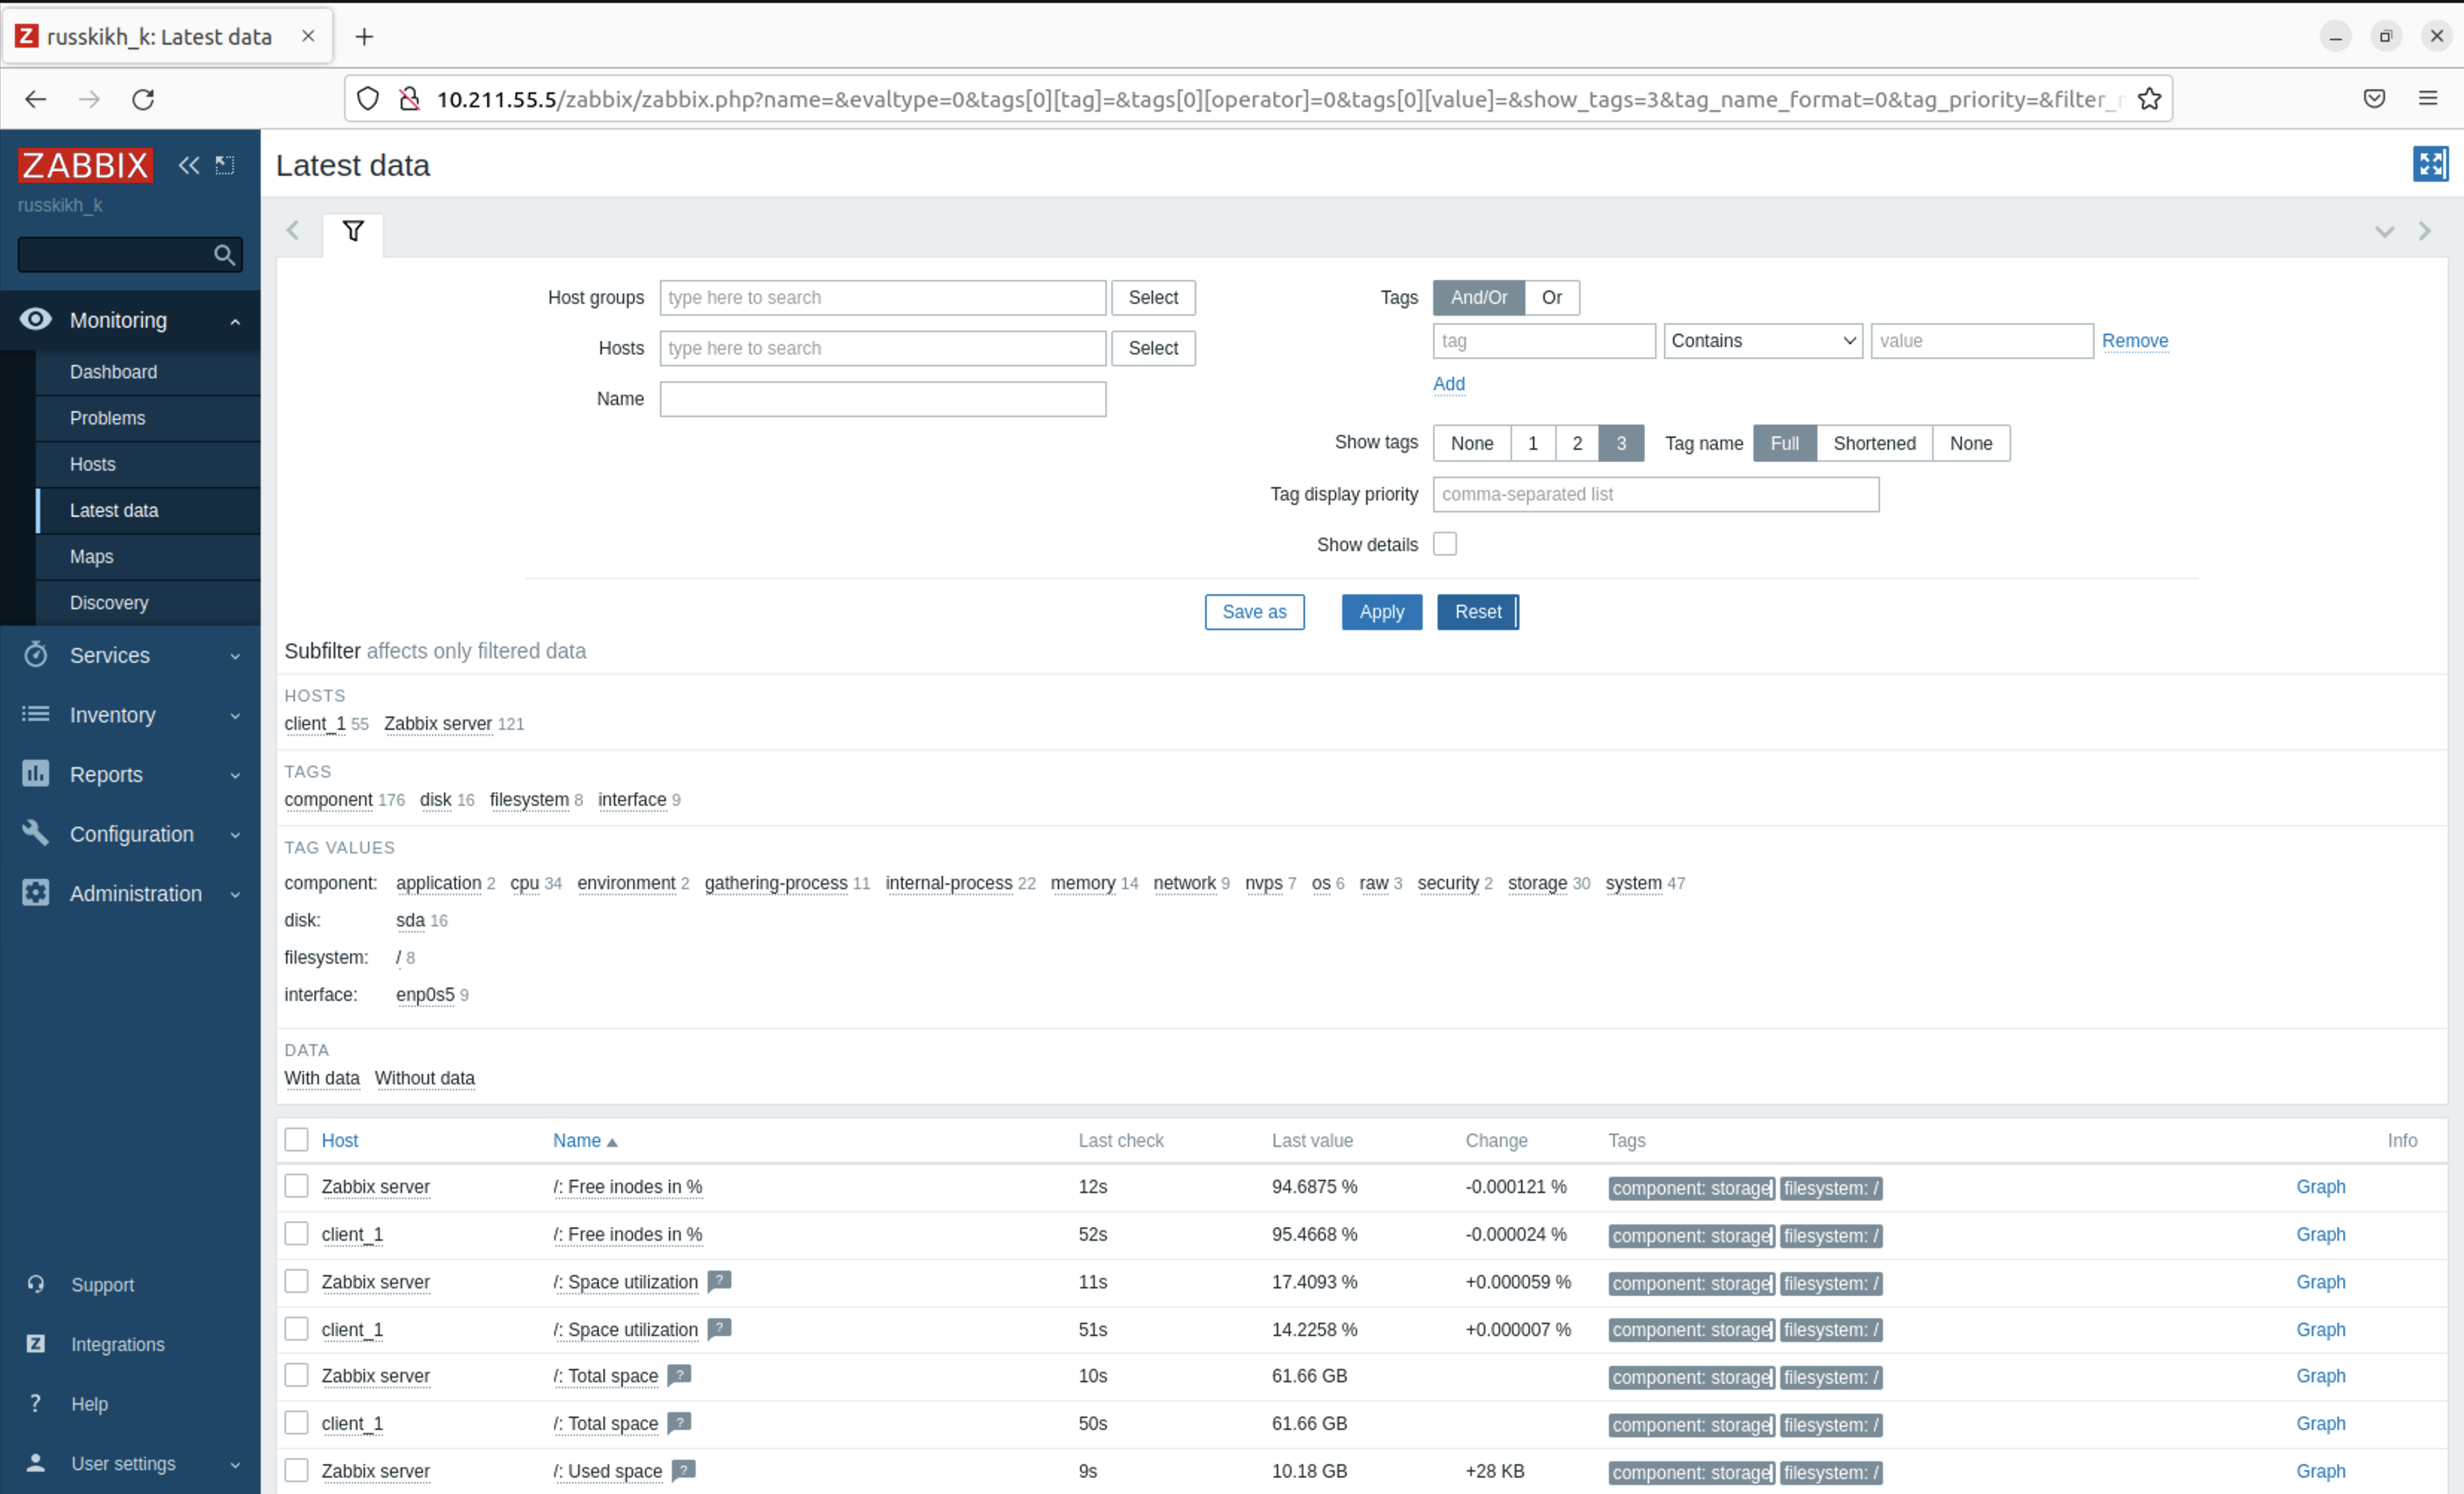 russkikh_k: Latest data
10.211.55.5/zabbix/zabbix.php?name=&evaltype=0&tags[0][tag]=&tags[0][operator]=0&tags[0][value]=&show_tags=3&tag_name_format=0&tag_priority=&filter_
ZABBIX
russkikh_k
Monitoring
Dashboard
Problems
Hosts
Latest data
Maps
Discovery
Services
Inventory
Reports
Configuration
Administration
Support
Integrations
Help
User settings
Latest data
Host groups type here to search Select
Hosts type here to search Select
Name
Tags And/Or Or
tag Contains value Remove
Add
Show tags None 1 2 3 Tag name Full Shortened None
Tag display priority comma-separated list
Show details
Save as Apply Reset
Subfilter affects only filtered data
HOSTS
client_1 55 Zabbix server 121
TAGS
component 176 disk 16 filesystem 8 interface 9
TAG VALUES
component: application 2 cpu 34 environment 2 gathering-process 11 internal-process 22 memory 14 network 9 nvps 7 os 6 raw 3 security 2 storage 30 system 47
disk: sda 16
filesystem: / 8
interface: enp0s5 9
DATA
With data Without data
Host Name Last check Last value Change Tags Info
Zabbix server /: Free inodes in % 12s 94.6875 % -0.000121 % component: storage filesystem: / Graph
client_1 /: Free inodes in % 52s 95.4668 % -0.000024 % component: storage filesystem: / Graph
Zabbix server /: Space utilization ? 11s 17.4093 % +0.000059 % component: storage filesystem: / Graph
client_1 /: Space utilization ? 51s 14.2258 % +0.000007 % component: storage filesystem: / Graph
Zabbix server /: Total space ? 10s 61.66 GB component: storage filesystem: / Graph
client_1 /: Total space ? 50s 61.66 GB component: storage filesystem: / Graph
Zabbix server /: Used space ? 9s 10.18 GB +28 KB component: storage filesystem: / Graph